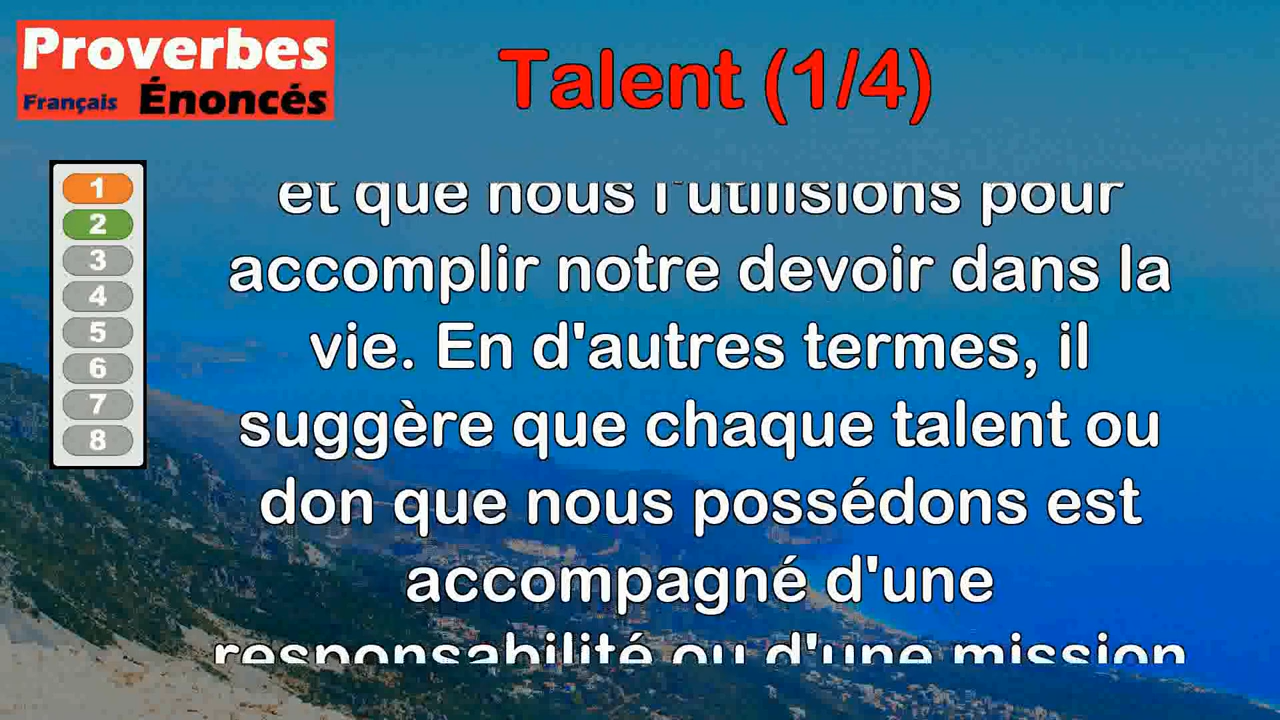 Proverbes
Français Énoncés
Talent (1/4)
1
2
3
4
5
6
7
8
et que nous l'utilisions pour
accomplir notre devoir dans la
vie. En d'autres termes, il
suggère que chaque talent ou
don que nous possédons est
accompagné d'une
responsabilité ou d'une mission